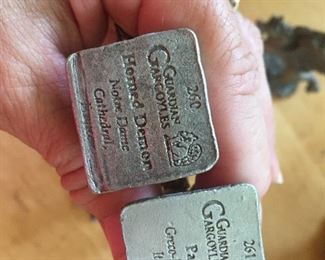 260
GUARDIAN
GARGOYLES
Horned Demon
Notre Dame
Cathedral,
261
GUARDIAN
GARGOYLES